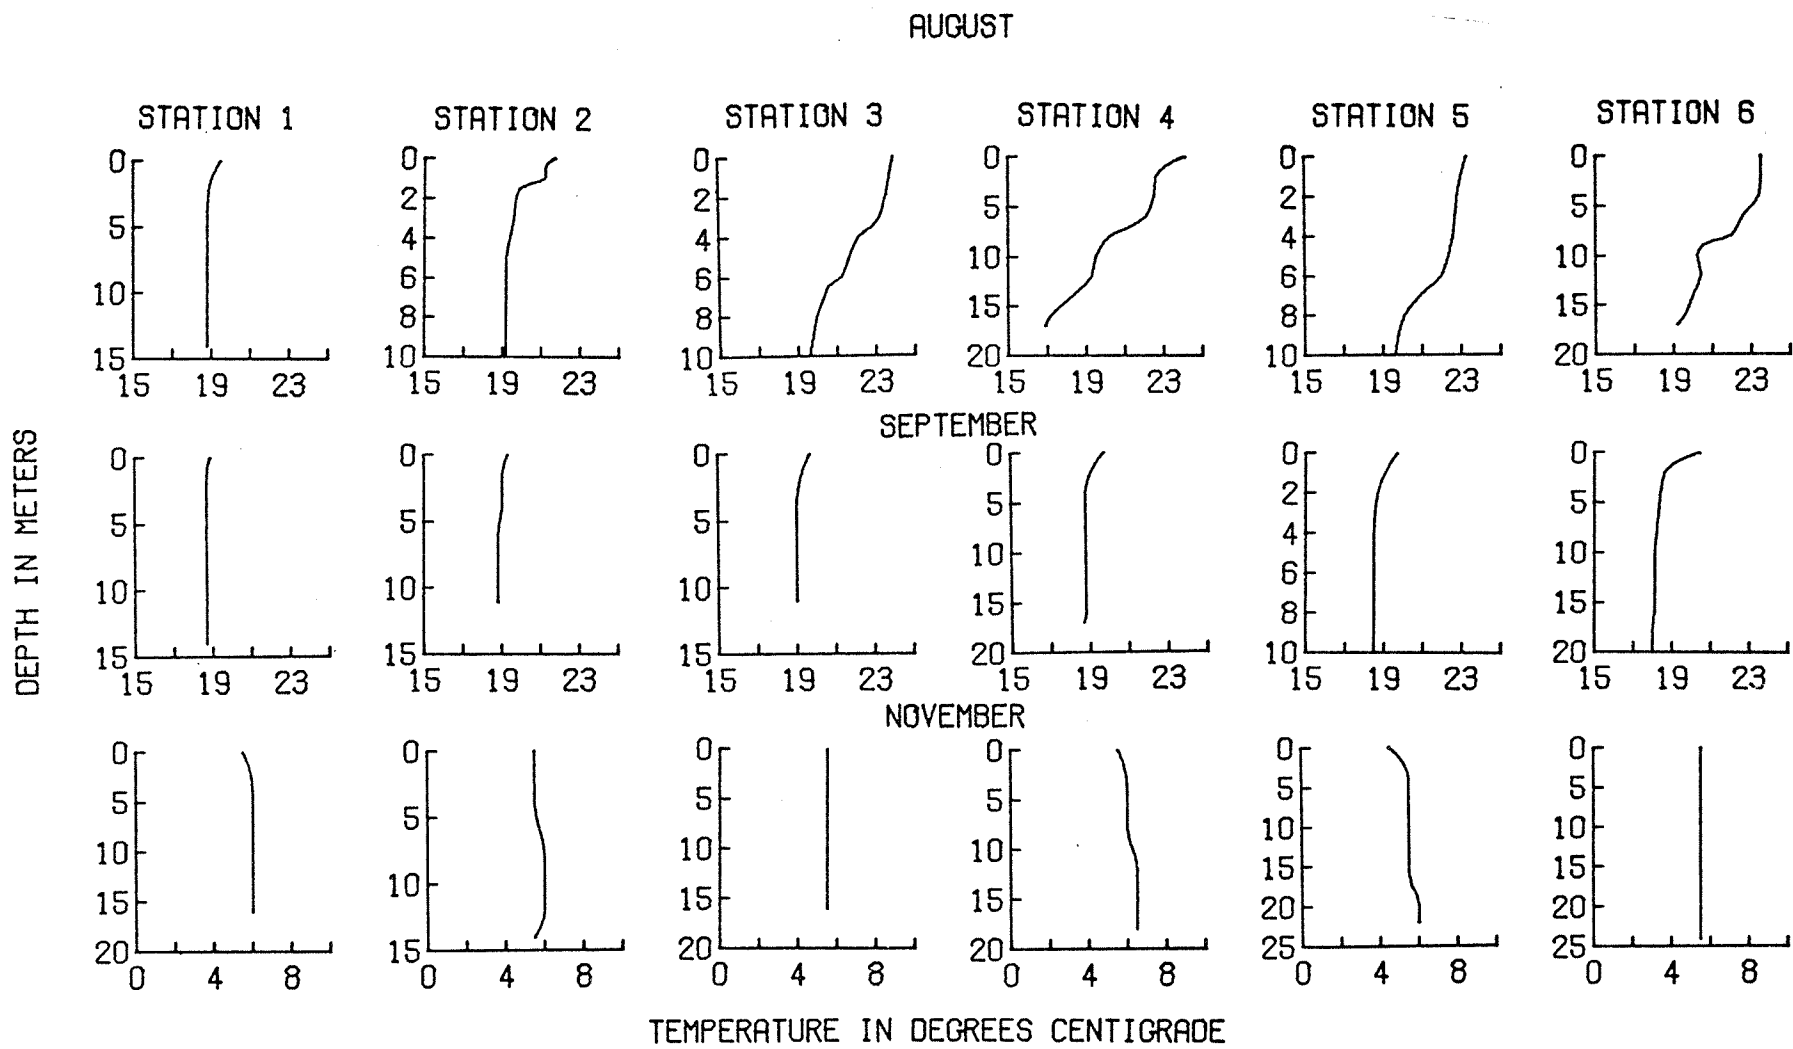 AUGUST
STATION 1 STATION 2 STATION 3 STATION 4 STATION 5 STATION 6
0 5 10 15
15 19 23
0 2 4 6 8 10
15 19 23
0 2 4 6 8 10
15 19 23
0 5 10 15 20
15 19 23
0 2 4 6 8 10
15 19 23
0 5 10 15 20
15 19 23
SEPTEMBER
0 5 10 15
15 19 23
0 5 10 15
15 19 23
0 5 10 15
15 19 23
0 5 10 15 20
15 19 23
0 2 4 6 8 10
15 19 23
0 5 10 15 20
15 19 23
NOVEMBER
0 5 10 15 20
0 4 8
0 5 10 15
0 4 8
0 5 10 15 20
0 4 8
0 5 10 15 20
0 4 8
0 5 10 15 20 25
0 4 8
0 5 10 15 20 25
0 4 8
DEPTH IN METERS
TEMPERATURE IN DEGREES CENTIGRADE